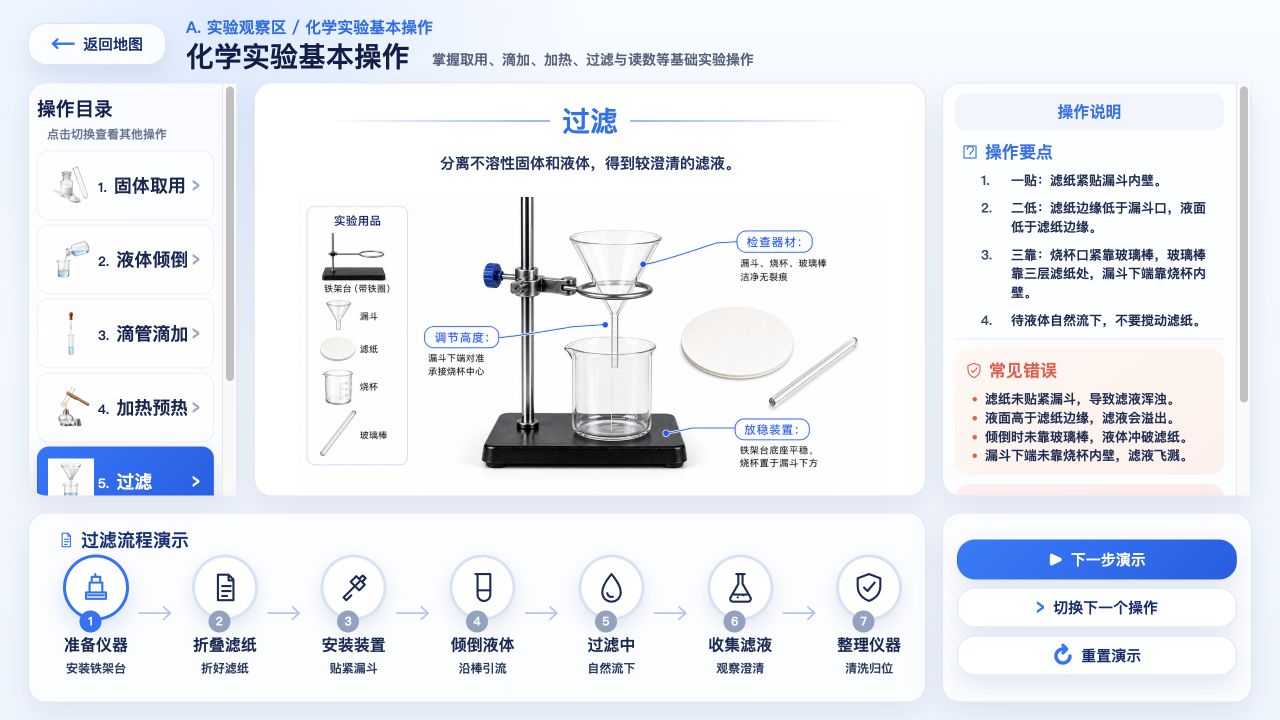 返回地图
A. 实验观察区 / 化学实验基本操作
化学实验基本操作
掌握取用、滴加、加热、过滤与读数等基础实验操作
操作目录
点击切换查看其他操作
1. 固体取用
2. 液体倾倒
3. 滴管滴加
4. 加热预热
5. 过滤
过滤
分离不溶性固体和液体，得到较澄清的滤液。
实验用品
铁架台（带铁圈）
漏斗
滤纸
烧杯
玻璃棒
检查器材：
漏斗、烧杯、玻璃棒
洁净无裂痕
调节高度：
漏斗下端对准
承接烧杯中心
放稳装置：
铁架台底座平稳，
烧杯置于漏斗下方
操作说明
操作要点
1. 一贴：滤纸紧贴漏斗内壁。
2. 二低：滤纸边缘低于漏斗口，液面
低于滤纸边缘。
3. 三靠：烧杯口紧靠玻璃棒，玻璃棒
靠三层滤纸处，漏斗下端靠烧杯内
壁。
4. 待液体自然流下，不要搅动滤纸。
常见错误
• 滤纸未贴紧漏斗，导致滤液浑浊。
• 液面高于滤纸边缘，滤液会溢出。
• 倾倒时未靠玻璃棒，液体冲破滤纸。
• 漏斗下端未靠烧杯内壁，滤液飞溅。
过滤流程演示
1
准备仪器
安装铁架台
2
折叠滤纸
折好滤纸
3
安装装置
贴紧漏斗
4
倾倒液体
沿棒引流
5
过滤中
自然流下
6
收集滤液
观察澄清
7
整理仪器
清洗归位
下一步演示
切换下一个操作
重置演示